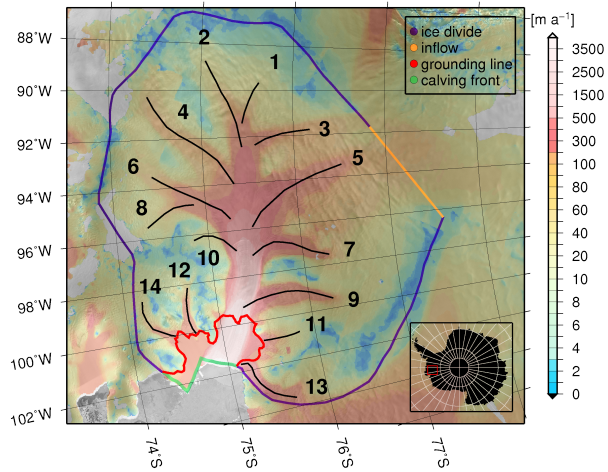 [m a⁻¹]
ice divide
inflow
grounding line
calving front
88°W
90°W
92°W
94°W
96°W
98°W
100°W
102°W
74°S
75°S
76°S
77°S
2
1
4
3
5
6
8
10
7
12
14
9
11
13
3500
2500
1500
500
300
100
80
60
40
20
10
8
6
4
2
0